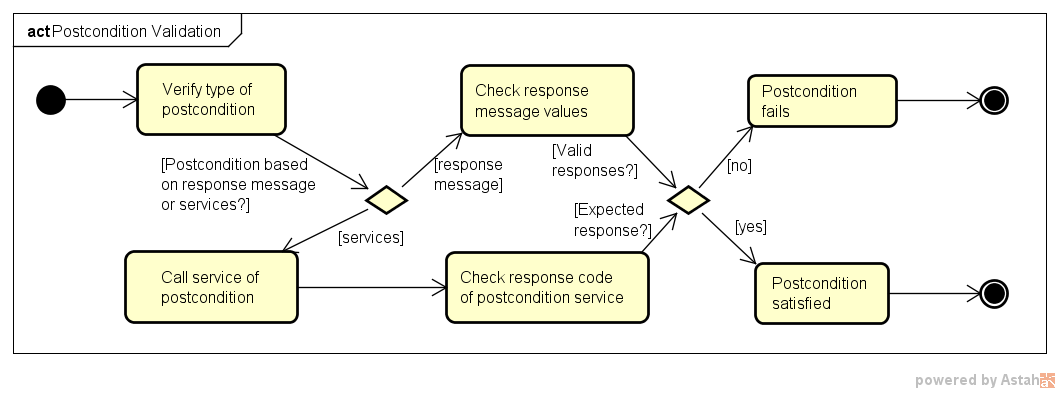 act Postcondition Validation
Verify type of
postcondition
Check response
message values
Postcondition
fails
[Postcondition based
on response message
or services?]
[response
message]
[Valid
responses?]
[no]
[services]
[Expected
response?]
[yes]
Call service of
postcondition
Check response code
of postcondition service
Postcondition
satisfied
powered by Astah